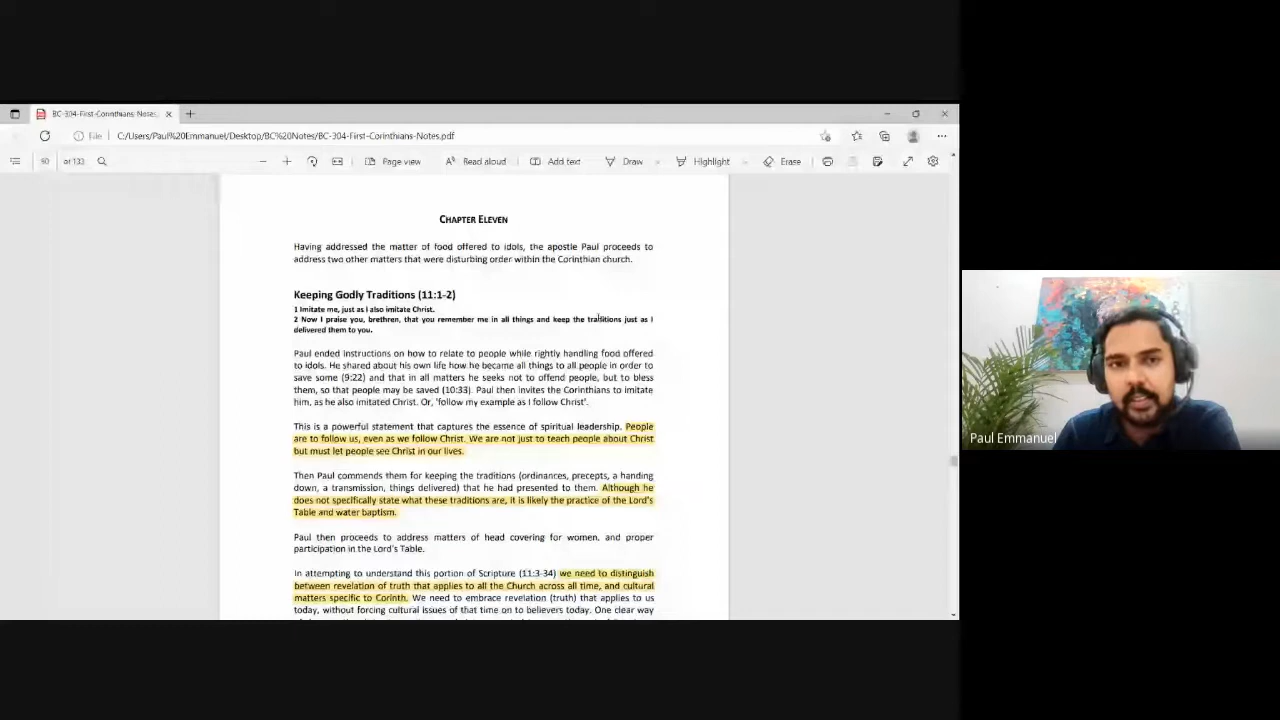 BC-304-First-Corinthians-Notes.
File
C:/Users/Paul%20Emmanuel/Desktop/BC%20Notes/BC-304-First-Corinthians-Notes.pdf
90 of 133
Page view
Read aloud
Add text
Draw
Highlight
Erase
CHAPTER ELEVEN
Having addressed the matter of food offered to idols, the apostle Paul proceeds to
address two other matters that were disturbing order within the Corinthian church.
Keeping Godly Traditions (11:1-2)
1 Imitate me, just as I also imitate Christ.
2 Now I praise you, brethren, that you remember me in all things and keep the traditions just as I
delivered them to you.
Paul ended instructions on how to relate to people while rightly handling food offered
to idols. He shared about his own life how he became all things to all people in order to
save some (9:22) and that in all matters he seeks not to offend people, but to bless
them, so that people may be saved (10:33). Paul then invites the Corinthians to imitate
him, as he also imitated Christ. Or, 'follow my example as I follow Christ'.
This is a powerful statement that captures the essence of spiritual leadership. People
are to follow us, even as we follow Christ. We are not just to teach people about Christ
but must let people see Christ in our lives.
Then Paul commends them for keeping the traditions (ordinances, precepts, a handing
down, a transmission, things delivered) that he had presented to them. Although he
does not specifically state what these traditions are, it is likely the practice of the Lord's
Table and water baptism.
Paul then proceeds to address matters of head covering for women, and proper
participation in the Lord's Table.
In attempting to understand this portion of Scripture (11:3-34) we need to distinguish
between revelation of truth that applies to all the Church across all time, and cultural
matters specific to Corinth. We need to embrace revelation (truth) that applies to us
today, without forcing cultural issues of that time on to believers today. One clear way
Paul Emmanuel